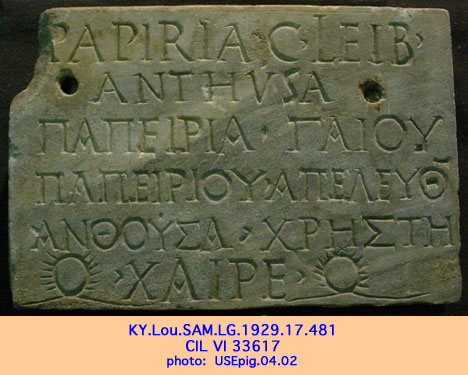 PAPIRIA C·LEIB·
ANTHVSA
ΠΑΠΕΙΡΙΑ · ΓΑΙΟΥ
ΠΑΠΕΙΡΙΟΥ·ΑΠΕΛΕΥΘ
ΑΝΘΟΥΣΑ · ΧΡΗΣΤΗ
·ΧΑΙΡΕ·
KY.Lou.SAM.LG.1929.17.481
CIL VI 33617
photo: USEpig.04.02